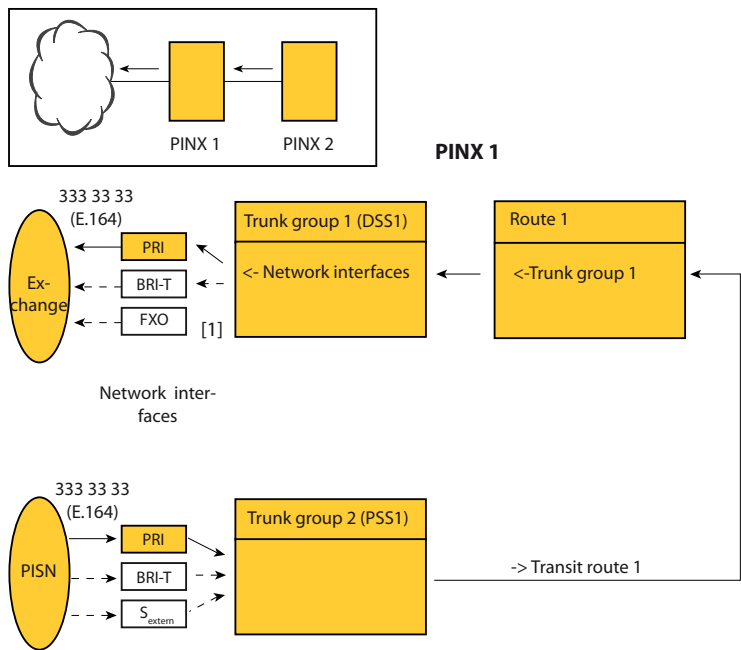 PINX 1
PINX 2
PINX 1
333 33 33
(E.164)
Trunk group 1 (DSS1)
Route 1
PRI
Ex-
change
BRI-T
<- Network interfaces
<-Trunk group 1
FXO
[1]
Network inter-
faces
333 33 33
(E.164)
Trunk group 2 (PSS1)
PRI
PISN
BRI-T
-> Transit route 1
Sextern